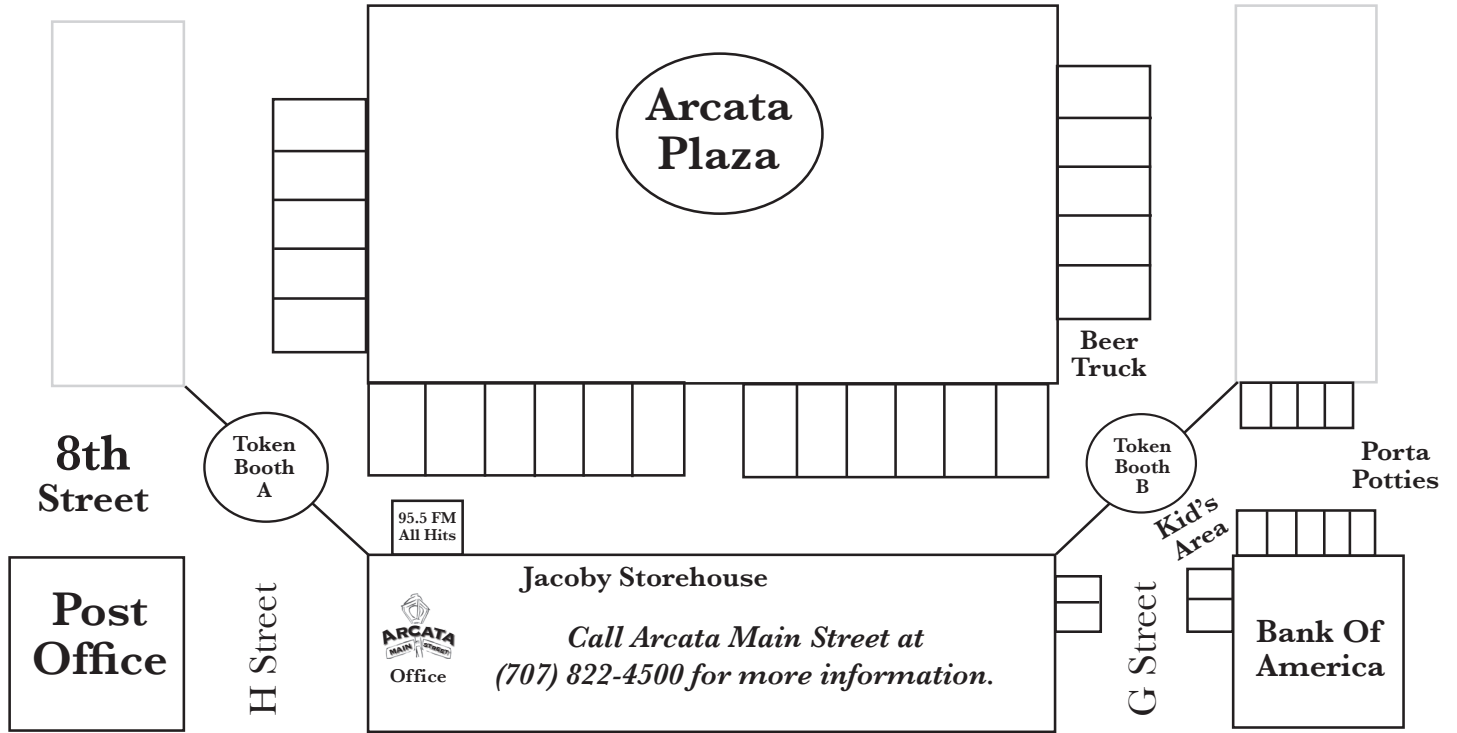 Arcata
Plaza
Beer
Truck
8th
Street
Token
Booth
A
Token
Booth
B
Porta
Potties
95.5 FM
All Hits
Kid's
Area
Post
Office
H Street
Jacoby Storehouse
ARCATA
MAIN STREET
Office
Call Arcata Main Street at
(707) 822-4500 for more information.
G Street
Bank Of
America